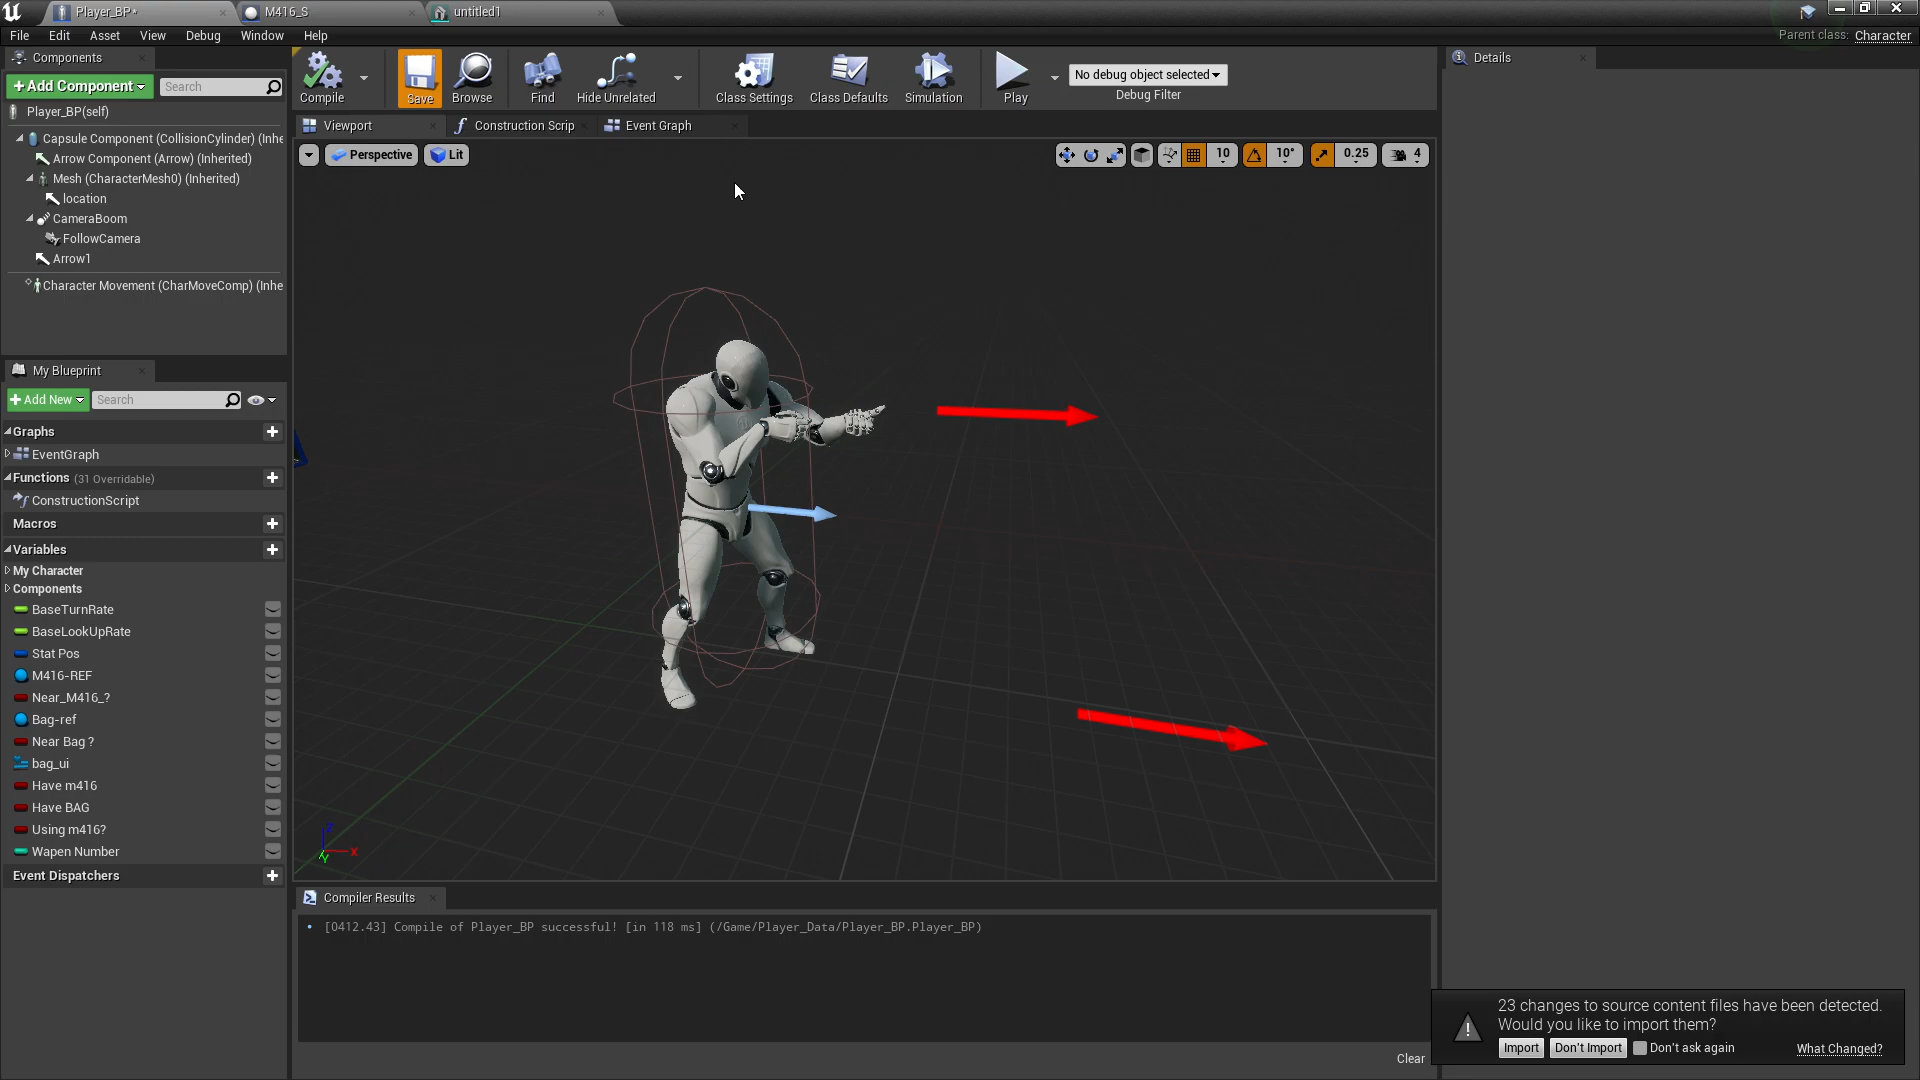 Player_BP*
M416_S
untitled1
File Edit Asset View Debug Window Help
Parent class: Character
Components
+ Add Component
Search
Player_BP(self)
Capsule Component (CollisionCylinder) (Inhe
Arrow Component (Arrow) (Inherited)
Mesh (CharacterMesh0) (Inherited)
location
CameraBoom
FollowCamera
Arrow1
Character Movement (CharMoveComp) (Inhe
My Blueprint
+ Add New
Search
Graphs
EventGraph
Functions (31 Overridable)
ConstructionScript
Macros
Variables
My Character
Components
BaseTurnRate
BaseLookUpRate
Stat Pos
M416-REF
Near_M416_?
Bag-ref
Near Bag ?
bag_ui
Have m416
Have BAG
Using m416?
Wapen Number
Event Dispatchers
Compile
Save
Browse
Find
Hide Unrelated
Class Settings
Class Defaults
Simulation
Play
No debug object selected
Debug Filter
Viewport
Construction Scrip
Event Graph
Perspective
Lit
10
10°
0.25
4
Z
X
Y
Compiler Results
[0412.43] Compile of Player_BP successful! [in 118 ms] (/Game/Player_Data/Player_BP.Player_BP)
Clear
Details
23 changes to source content files have been detected.
Would you like to import them?
Import
Don't Import
Don't ask again
What Changed?